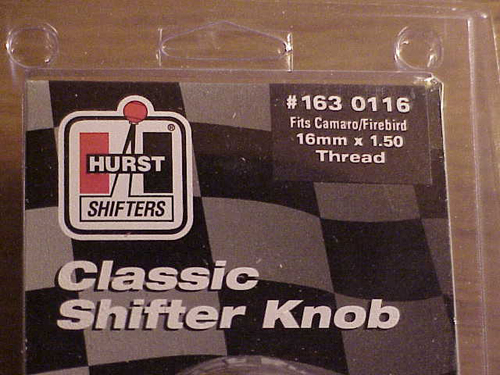 #163 0116
Fits Camaro/Firebird
16mm x 1.50
Thread
®
HURST
SHIFTERS
Classic
Shifter Knob